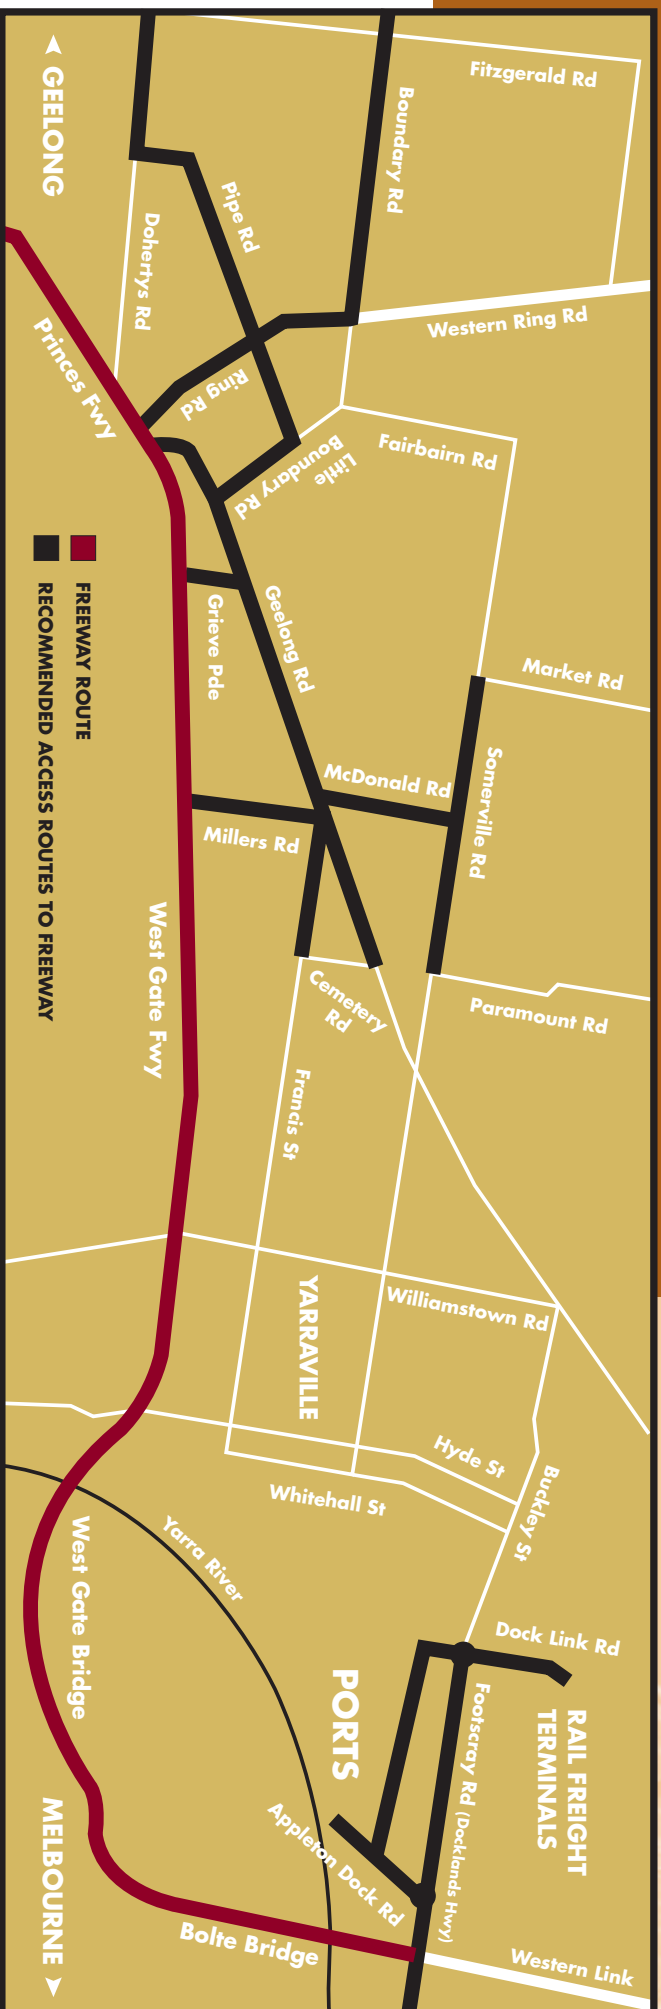 GEELONG
Fitzgerald Rd
Boundary Rd
Pipe Rd
Dohertys Rd
Western Ring Rd
Princes Fwy
Ring Rd
Little
Boundary Rd
Fairbairn Rd
FREEWAY ROUTE
RECOMMENDED ACCESS ROUTES TO FREEWAY
Grieve Pde
Geelong Rd
Market Rd
McDonald Rd
Somerville Rd
Millers Rd
West Gate Fwy
Cemetery
Rd
Paramount Rd
Francis St
YARRAVILLE
Williamstown Rd
Hyde St
Whitehall St
Buckley St
Yarra River
West Gate Bridge
Dock Link Rd
PORTS
Footscray Rd (Docklands Hwy)
RAIL FREIGHT
TERMINALS
Appleton Dock Rd
MELBOURNE
Bolte Bridge
Western Link